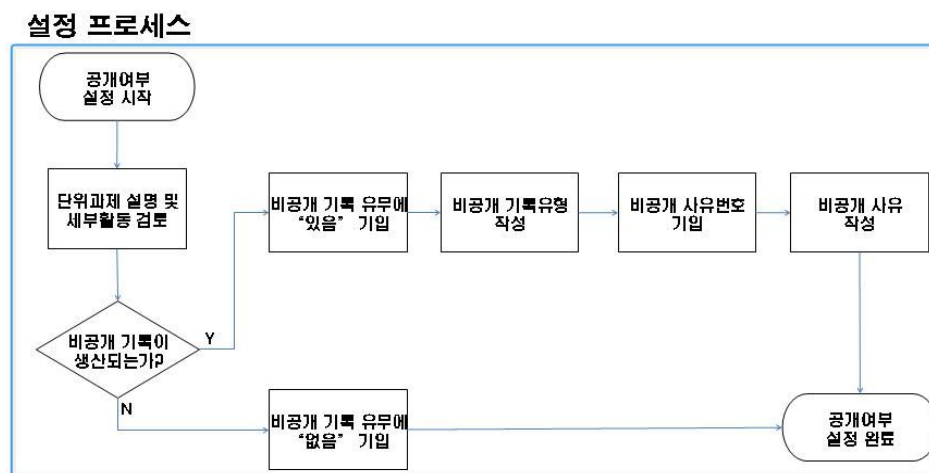 설정 프로세스
공개여부
설정 시작
단위과제 설명 및
세부활동 검토
비공개 기록 유무에
“있음” 기입
비공개 기록유형
작성
비공개 사유번호
기입
비공개 사유
작성
비공개 기록이
생산되는가?
Y
N
비공개 기록 유무에
“없음” 기입
공개여부
설정 완료